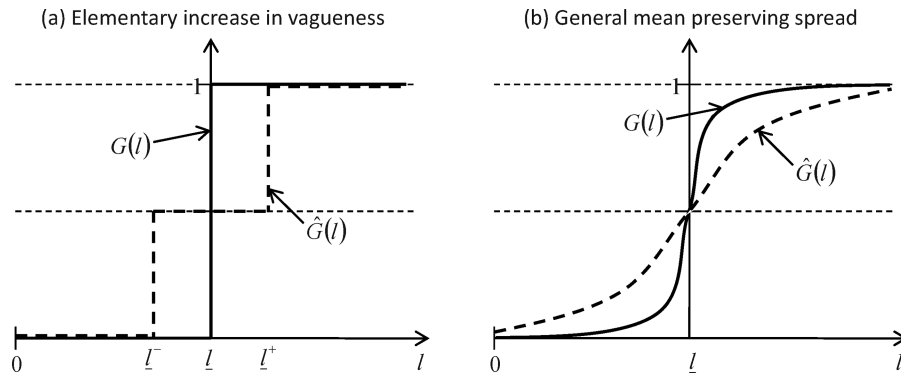 (a) Elementary increase in vagueness
(b) General mean preserving spread
1
1
G(l)
G(l)
Ĝ(l)
Ĝ(l)
0
l̲⁻
l̲
l̲⁺
l
0
l̲
l